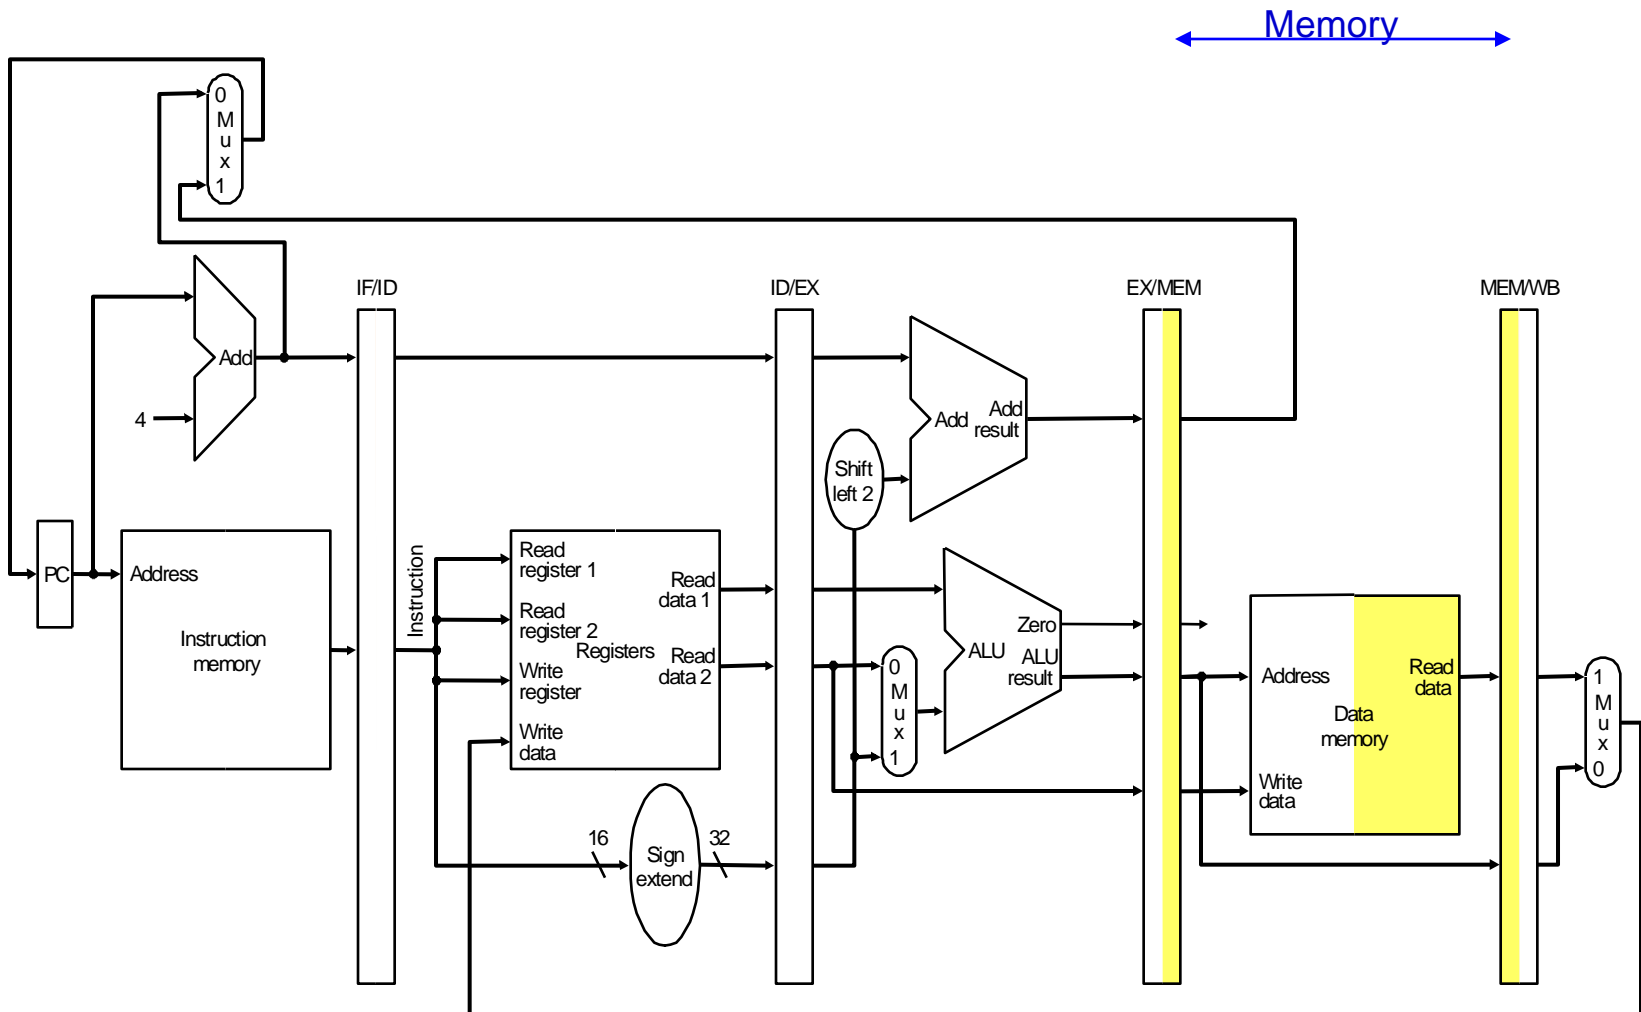 Memory
0
M
u
x
1
IF/ID
ID/EX
EX/MEM
MEM/WB
Add
4
Add
Add
result
Shift
left 2
PC
Address
Instruction
memory
Instruction
Read
register 1
Read
register 2
Write
register
Write
data
Registers
Read
data 1
Read
data 2
0
M
u
x
1
Zero
ALU
ALU
result
Address
Read
data
Data
memory
Write
data
1
M
u
x
0
16
Sign
extend
32